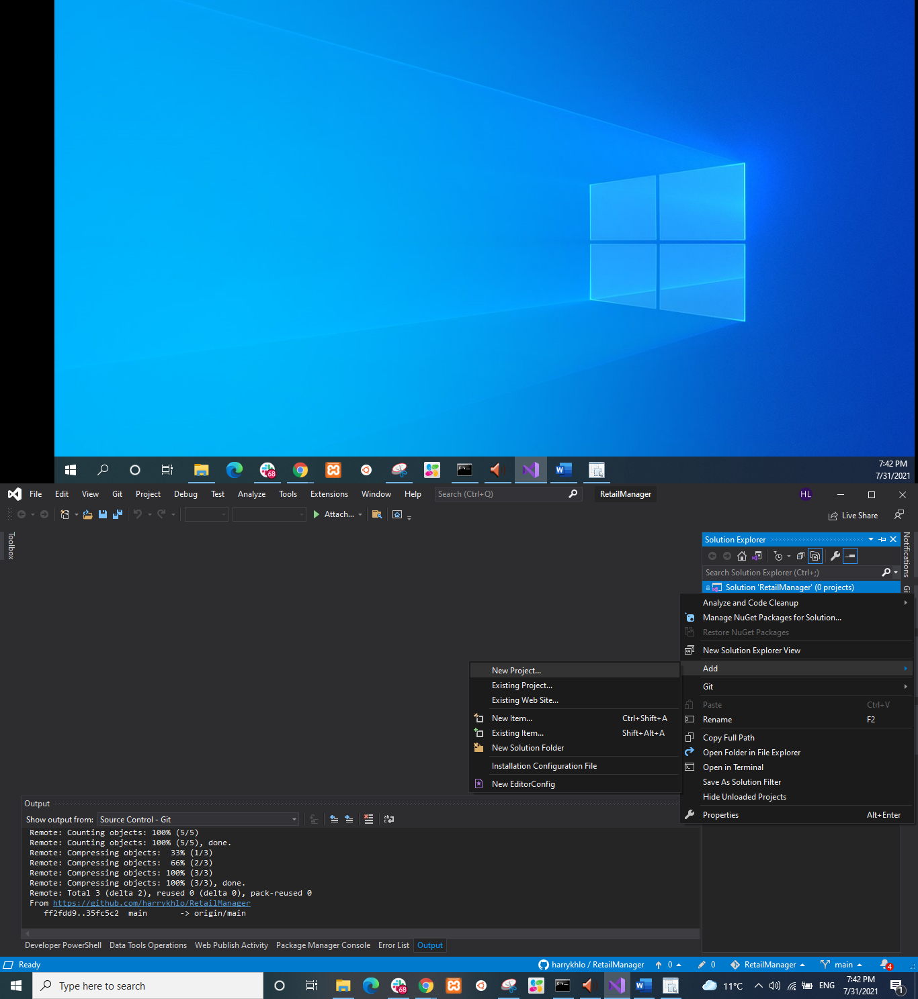 68
7:42 PM
7/31/2021
File Edit View Git Project Debug Test Analyze Tools Extensions Window Help Search (Ctrl+Q) RetailManager HL
Attach... Live Share
Toolbox
Solution Explorer
Notifications
Search Solution Explorer (Ctrl+;)
Solution 'RetailManager' (0 projects)
Gi
Analyze and Code Cleanup
Manage NuGet Packages for Solution...
Restore NuGet Packages
New Solution Explorer View
Add
Git
Paste Ctrl+V
Rename F2
Copy Full Path
Open Folder in File Explorer
Open in Terminal
Save As Solution Filter
Hide Unloaded Projects
Properties Alt+Enter
New Project...
Existing Project...
Existing Web Site...
New Item... Ctrl+Shift+A
Existing Item... Shift+Alt+A
New Solution Folder
Installation Configuration File
New EditorConfig
Output
Show output from: Source Control - Git
Remote: Counting objects: 100% (5/5)
Remote: Counting objects: 100% (5/5), done.
Remote: Compressing objects:  33% (1/3)
Remote: Compressing objects:  66% (2/3)
Remote: Compressing objects: 100% (3/3)
Remote: Compressing objects: 100% (3/3), done.
Remote: Total 3 (delta 2), reused 0 (delta 0), pack-reused 0
From https://github.com/harrykhlo/RetailManager
ff2fdd9..35fc5c2  main       -> origin/main
Developer PowerShell Data Tools Operations Web Publish Activity Package Manager Console Error List Output
Ready harrykhlo / RetailManager 0 0 RetailManager main 4
Type here to search 68 11°C ENG 7:42 PM
7/31/2021 1